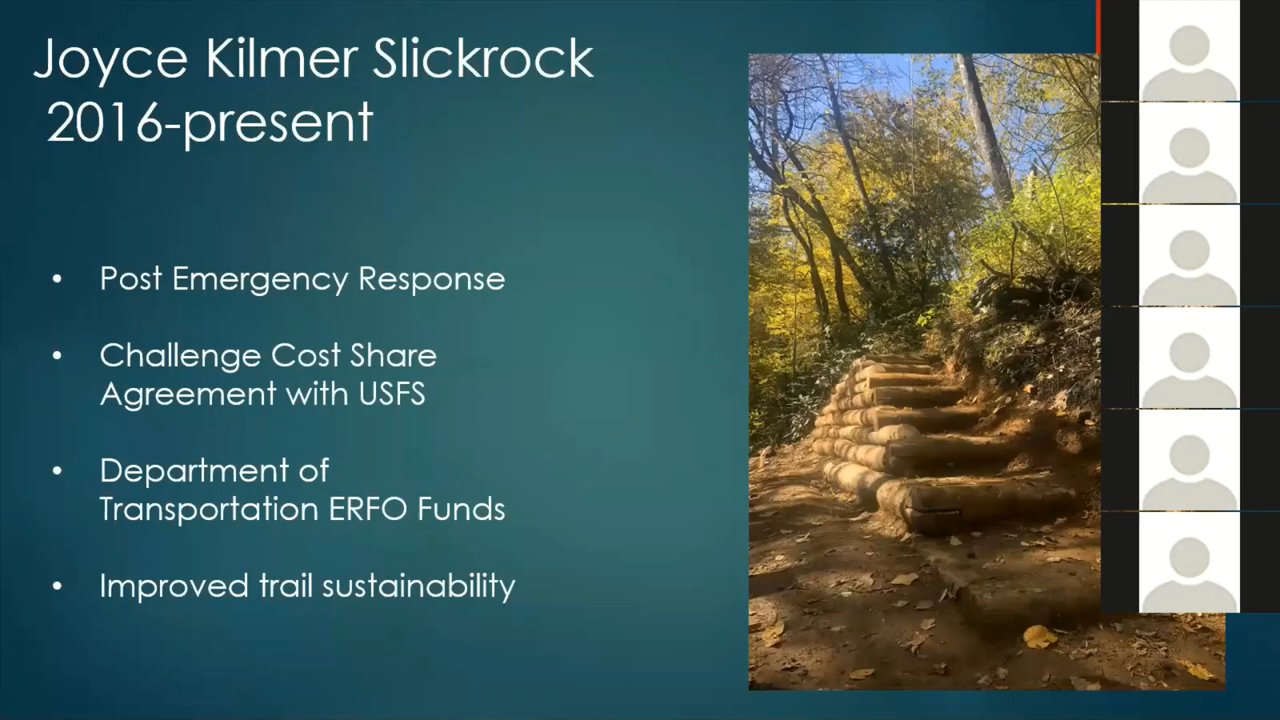 Joyce Kilmer Slickrock
2016-present
• Post Emergency Response
• Challenge Cost Share
Agreement with USFS
• Department of
Transportation ERFO Funds
• Improved trail sustainability